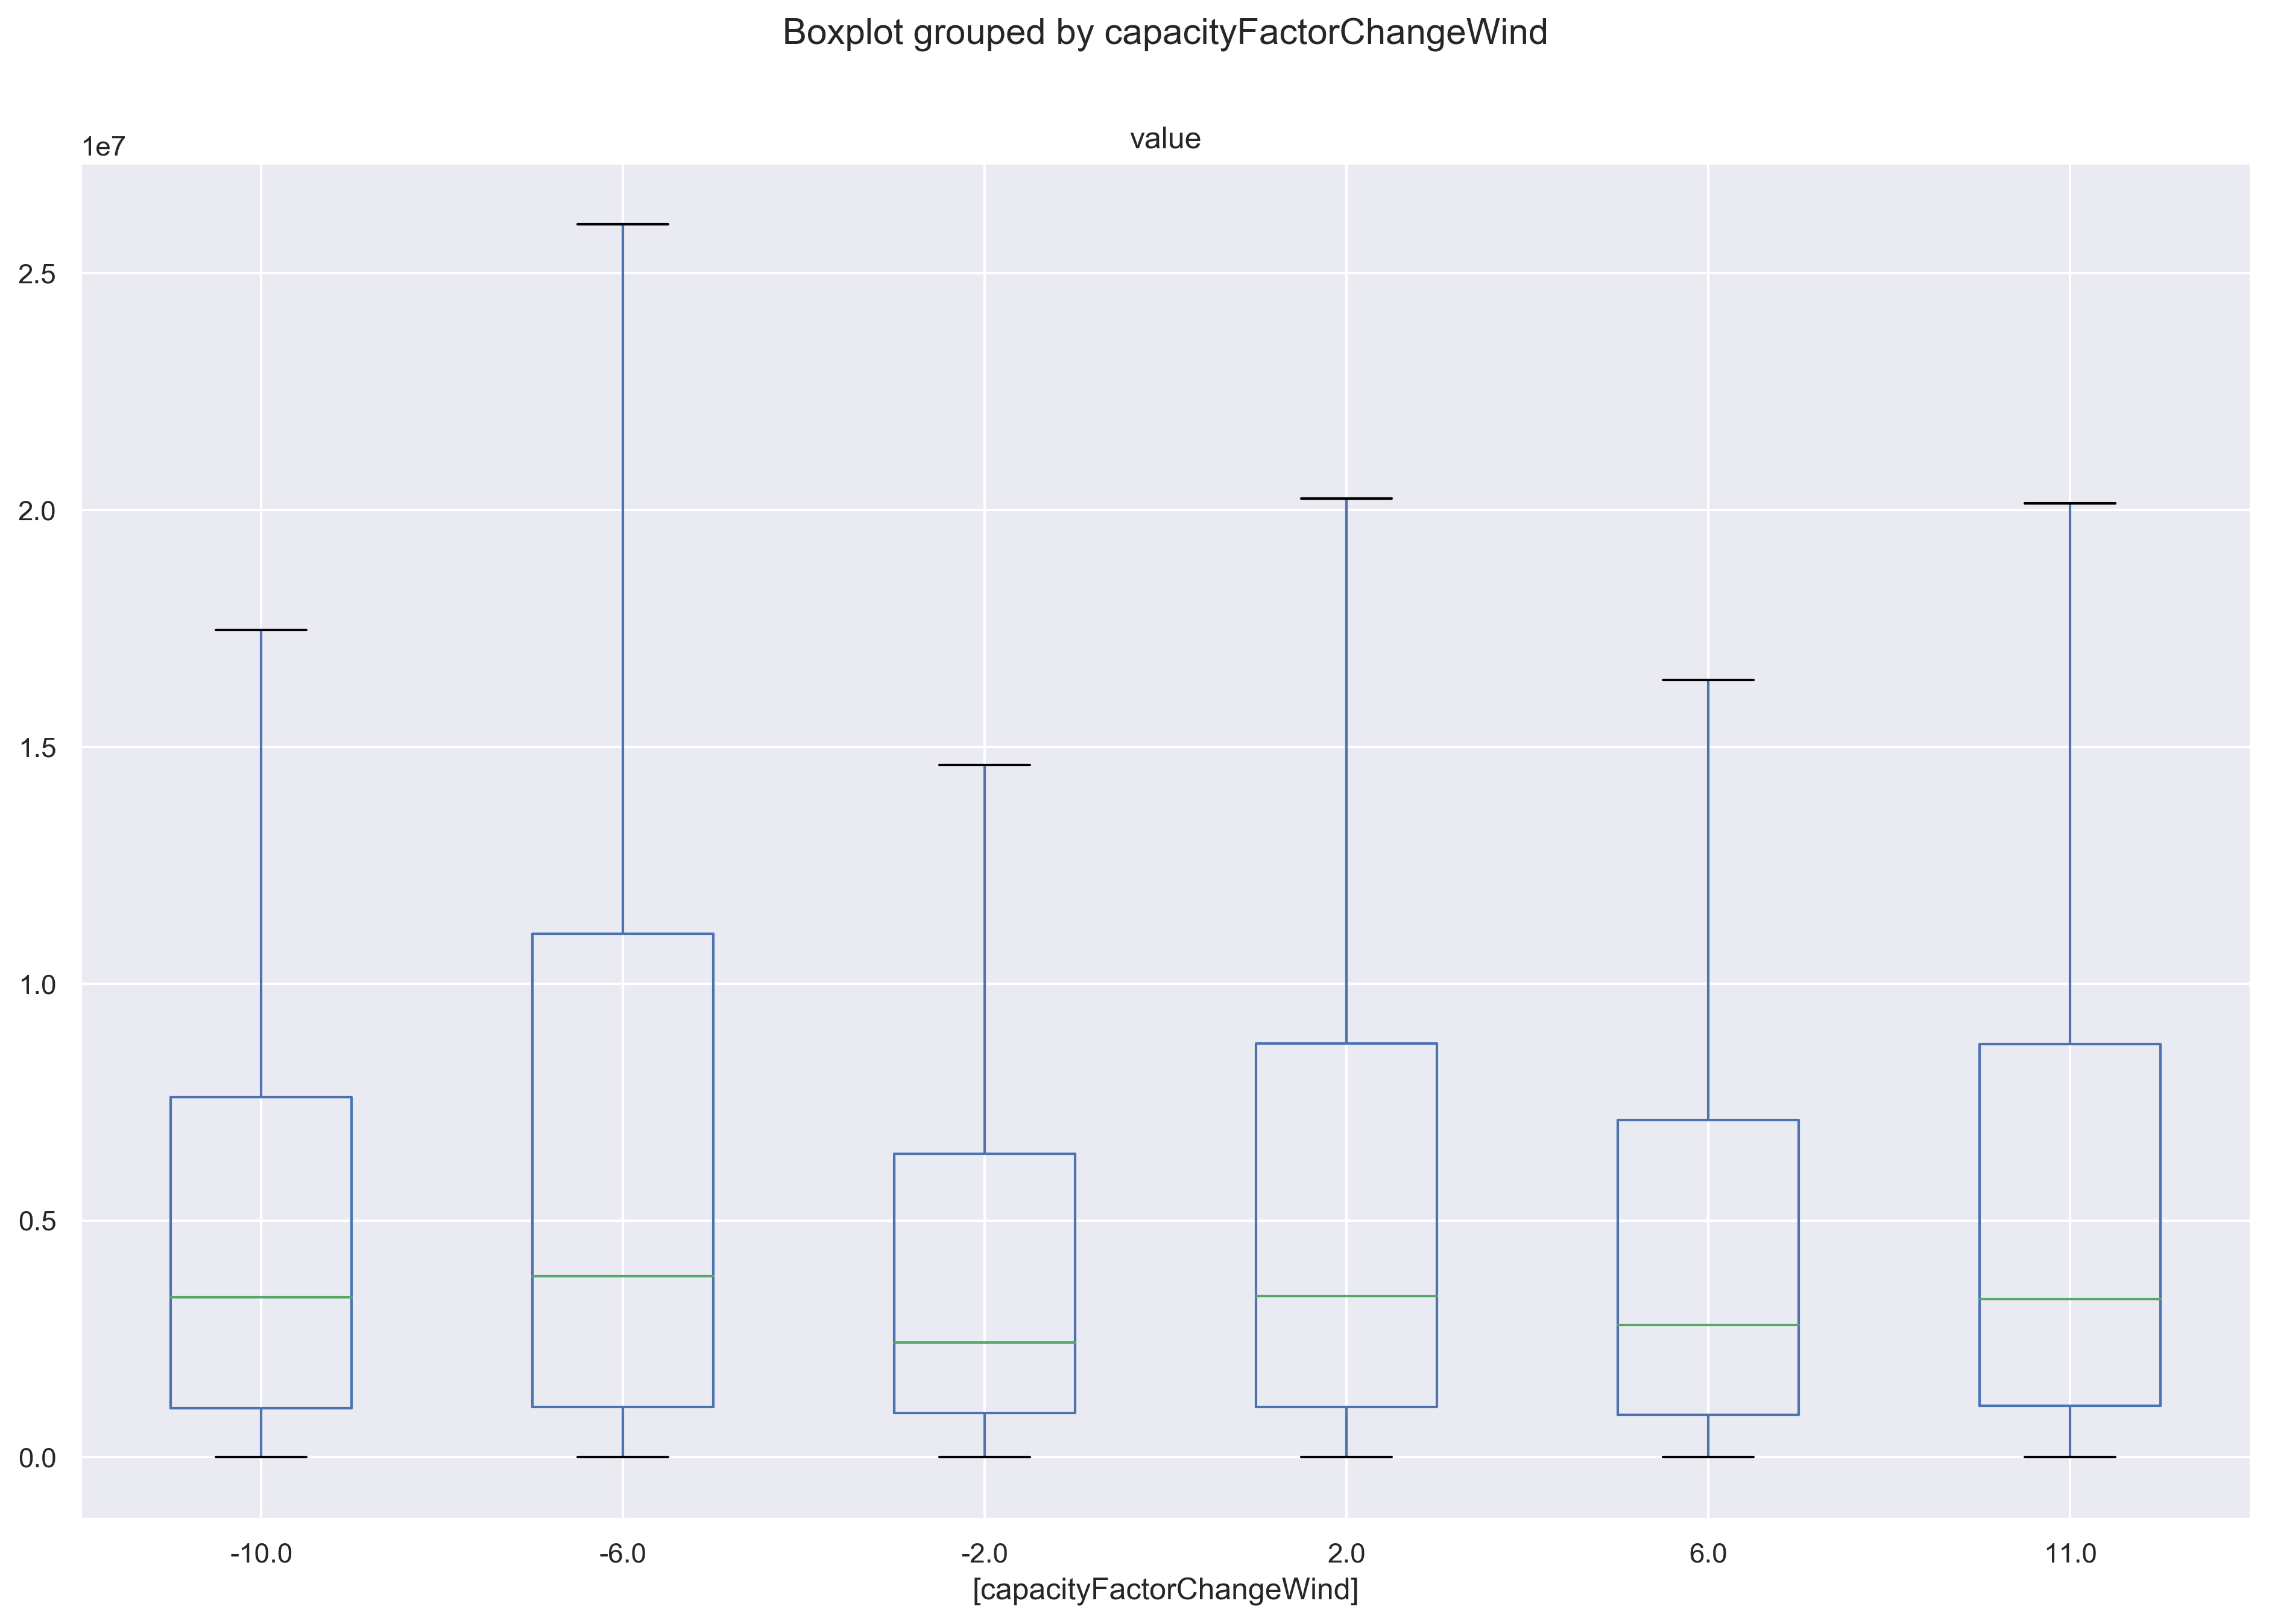 Boxplot grouped by capacityFactorChangeWind
value
1e7
2.5
2.0
1.5
1.0
0.5
0.0
-10.0 -6.0 -2.0 2.0 6.0 11.0
[capacityFactorChangeWind]